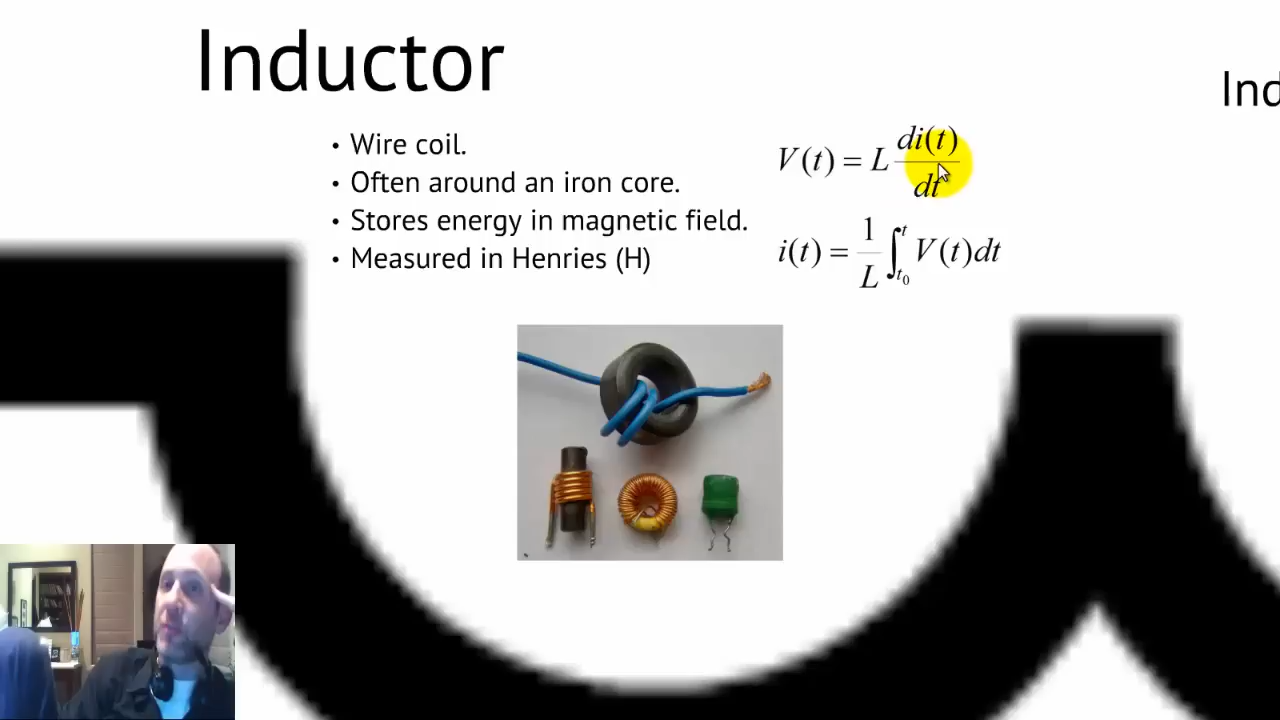 Inductor
Ind
• Wire coil.
• Often around an iron core.
• Stores energy in magnetic field.
• Measured in Henries (H)
V(t) = L di(t)/dt
i(t) = 1/L ∫_{t_0}^{t} V(t)dt